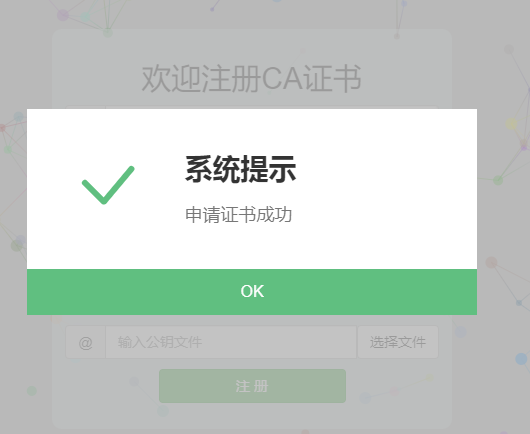 欢迎注册CA证书
系统提示
申请证书成功
OK
@ 输入公钥文件 选择文件
注 册